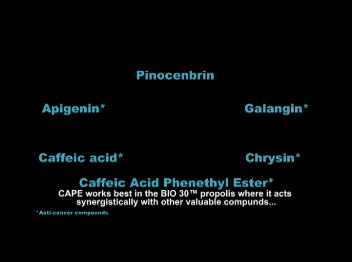 Pinocenbrin
Apigenin* Galangin*
Caffeic acid* Chrysin*
Caffeic Acid Phenethyl Ester*
CAPE works best in the BIO 30™ propolis where it acts
synergistically with other valuable compunds...
*Anti-cancer compounds